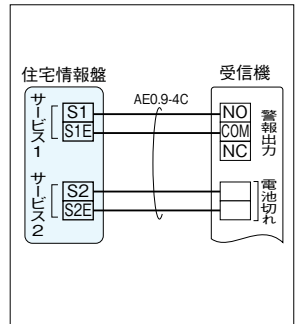 住宅情報盤
受信機
AE0.9-4C
サービス1
S1
S1E
サービス2
S2
S2E
NO
COM
NC
警報出力
電池切れ